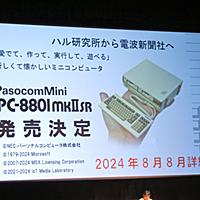 ハル研究所から電波新聞社へ
愛でて、作って、実行して、遊べる」
新しくて懐かしいミニコンピュータ
PasocomMini
PC-8801mkⅡSR
発売決定
©NECパーソナルコンピュータ株式会社
©1979-2024 Microsoft
©2007-2024 MSX Licensing Corporation
©2021-2024 IoT Media Laboratory
2024年8月8日詳細